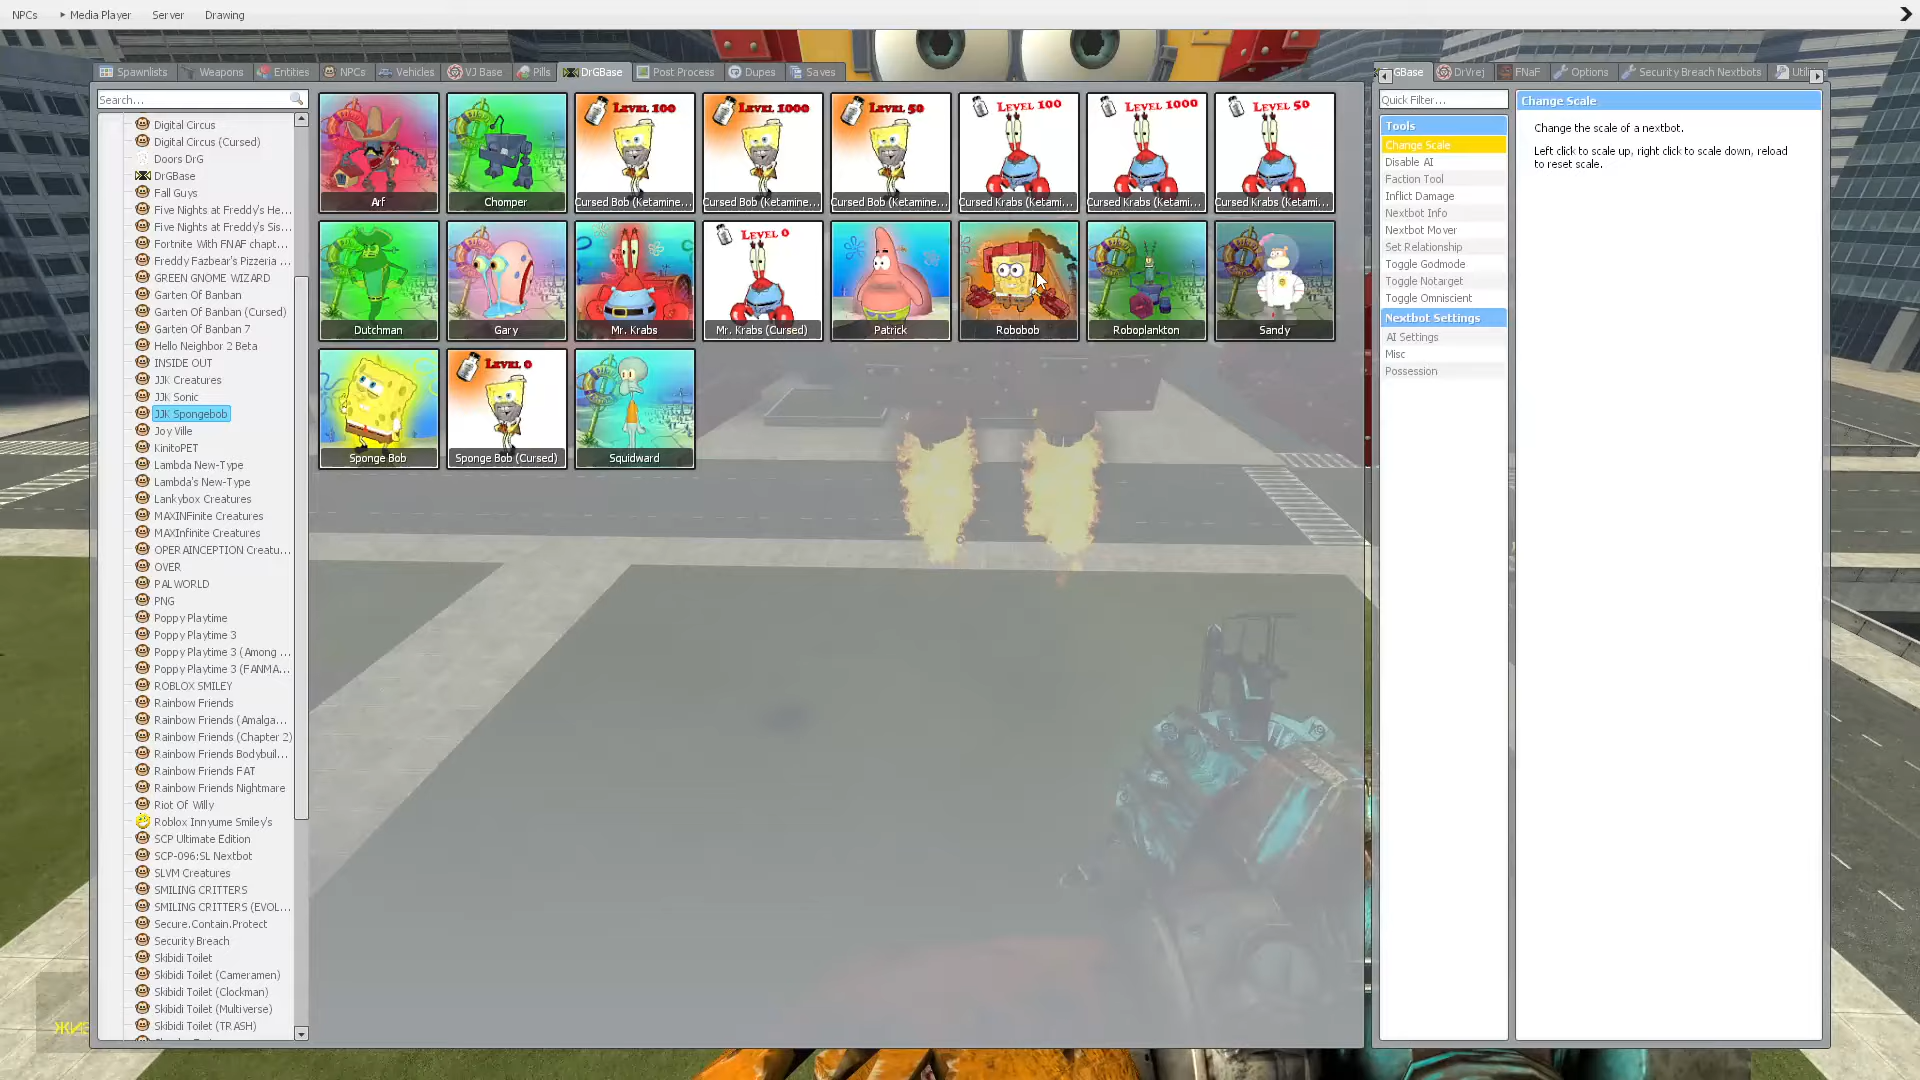 NPCs Media Player Server Drawing
Spawnlists Weapons Entities NPCs Vehicles VJ Base Pills DrGBase Post Process Dupes Saves
GBase DrVrej FNaF Options Security Breach Nextbots Utili
Search...
Digital Circus
Digital Circus (Cursed)
Doors DrG
DrGBase
Fall Guys
Five Nights at Freddy's He...
Five Nights at Freddy's Sis...
Fortnite With FNAF chapt...
Freddy Fazbear's Pizzeria ...
GREEN GNOME WIZARD
Garten Of Banban
Garten Of Banban (Cursed)
Garten Of Banban 7
Hello Neighbor 2 Beta
INSIDE OUT
JJK Creatures
JJK Sonic
JJK Spongebob
Joy Ville
KinitoPET
Lambda New-Type
Lambda's New-Type
Lankybox Creatures
MAXINFinite Creatures
MAXInfinite Creatures
OPERAINCEPTION Creatu...
OVER
PALWORLD
PNG
Poppy Playtime
Poppy Playtime 3
Poppy Playtime 3 (Among ...
Poppy Playtime 3 (FANMA...
ROBLOX SMILEY
Rainbow Friends
Rainbow Friends (Amalga...
Rainbow Friends (Chapter 2)
Rainbow Friends Bodybuil...
Rainbow Friends FAT
Rainbow Friends Nightmare
Riot Of Willy
Roblox Innyume Smiley's
SCP Ultimate Edition
SCP-096:SL Nextbot
SLVM Creatures
SMILING CRITTERS
SMILING CRITTERS (EVOL...
Secure.Contain.Protect
Security Breach
Skibidi Toilet
Skibidi Toilet (Cameramen)
Skibidi Toilet (Clockman)
Skibidi Toilet (Multiverse)
Skibidi Toilet (TRASH)
LEVEL 100 LEVEL 1000 LEVEL 50 LEVEL 100 LEVEL 1000 LEVEL 50
Arf Chomper Cursed Bob (Ketamine... Cursed Bob (Ketamine... Cursed Bob (Ketamine... Cursed Krabs (Ketami... Cursed Krabs (Ketami... Cursed Krabs (Ketami...
LEVEL 0
Dutchman Gary Mr. Krabs Mr. Krabs (Cursed) Patrick Robobob Roboplankton Sandy
LEVEL 0
Sponge Bob Sponge Bob (Cursed) Squidward
Quick Filter...
Tools
Change Scale
Disable AI
Faction Tool
Inflict Damage
Nextbot Info
Nextbot Mover
Set Relationship
Toggle Godmode
Toggle Notarget
Toggle Omniscient
Nextbot Settings
AI Settings
Misc
Possession
Change Scale
Change the scale of a nextbot.
Left click to scale up, right click to scale down, reload
to reset scale.